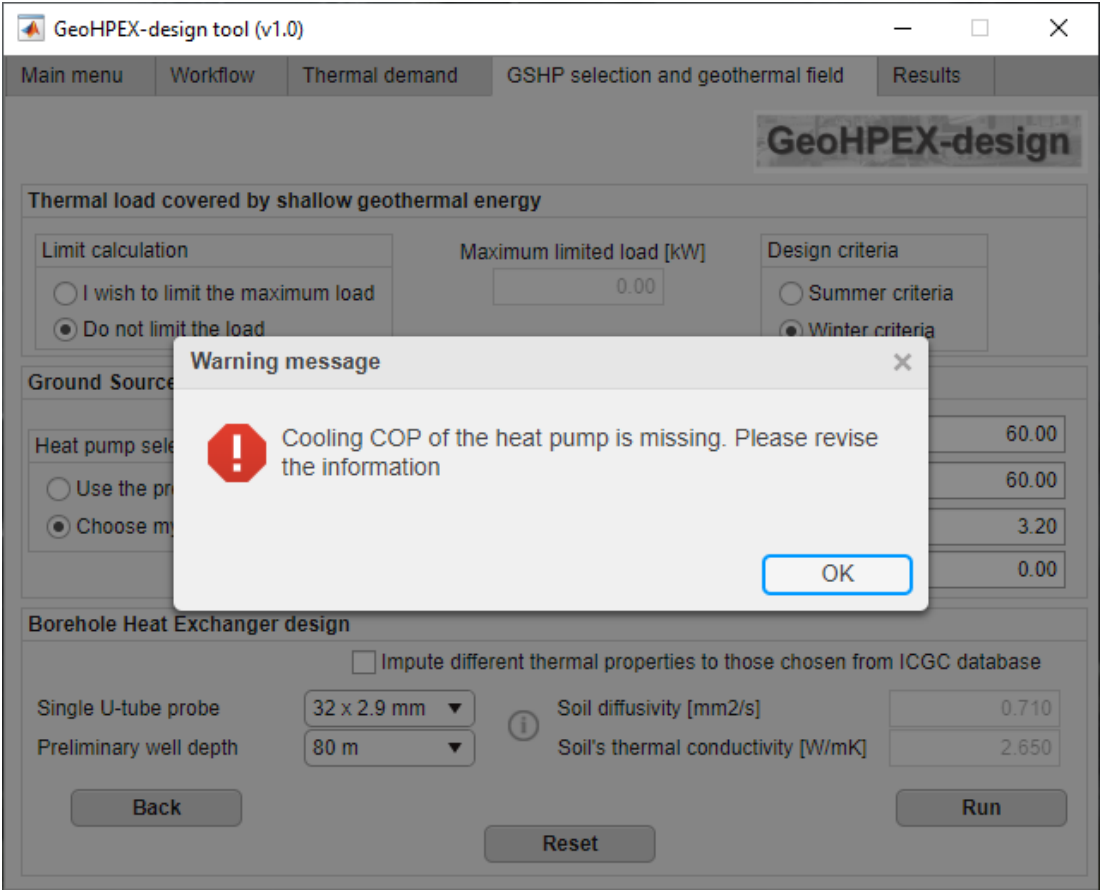 GeoHPEX-design tool (v1.0)
Main menu Workflow Thermal demand GSHP selection and geothermal field Results
GeoHPEX-design
Thermal load covered by shallow geothermal energy
Limit calculation
I wish to limit the maximum load
Do not limit the load
Maximum limited load [kW]
0.00
Design criteria
Summer criteria
Winter criteria
Warning message
Cooling COP of the heat pump is missing. Please revise
the information
OK
Ground Source
Heat pump sele
Use the pr
Choose my
60.00
60.00
3.20
0.00
Borehole Heat Exchanger design
Impute different thermal properties to those chosen from ICGC database
Single U-tube probe 32 x 2.9 mm
Preliminary well depth 80 m
Soil diffusivity [mm2/s] 0.710
Soil's thermal conductivity [W/mK] 2.650
Back
Reset
Run